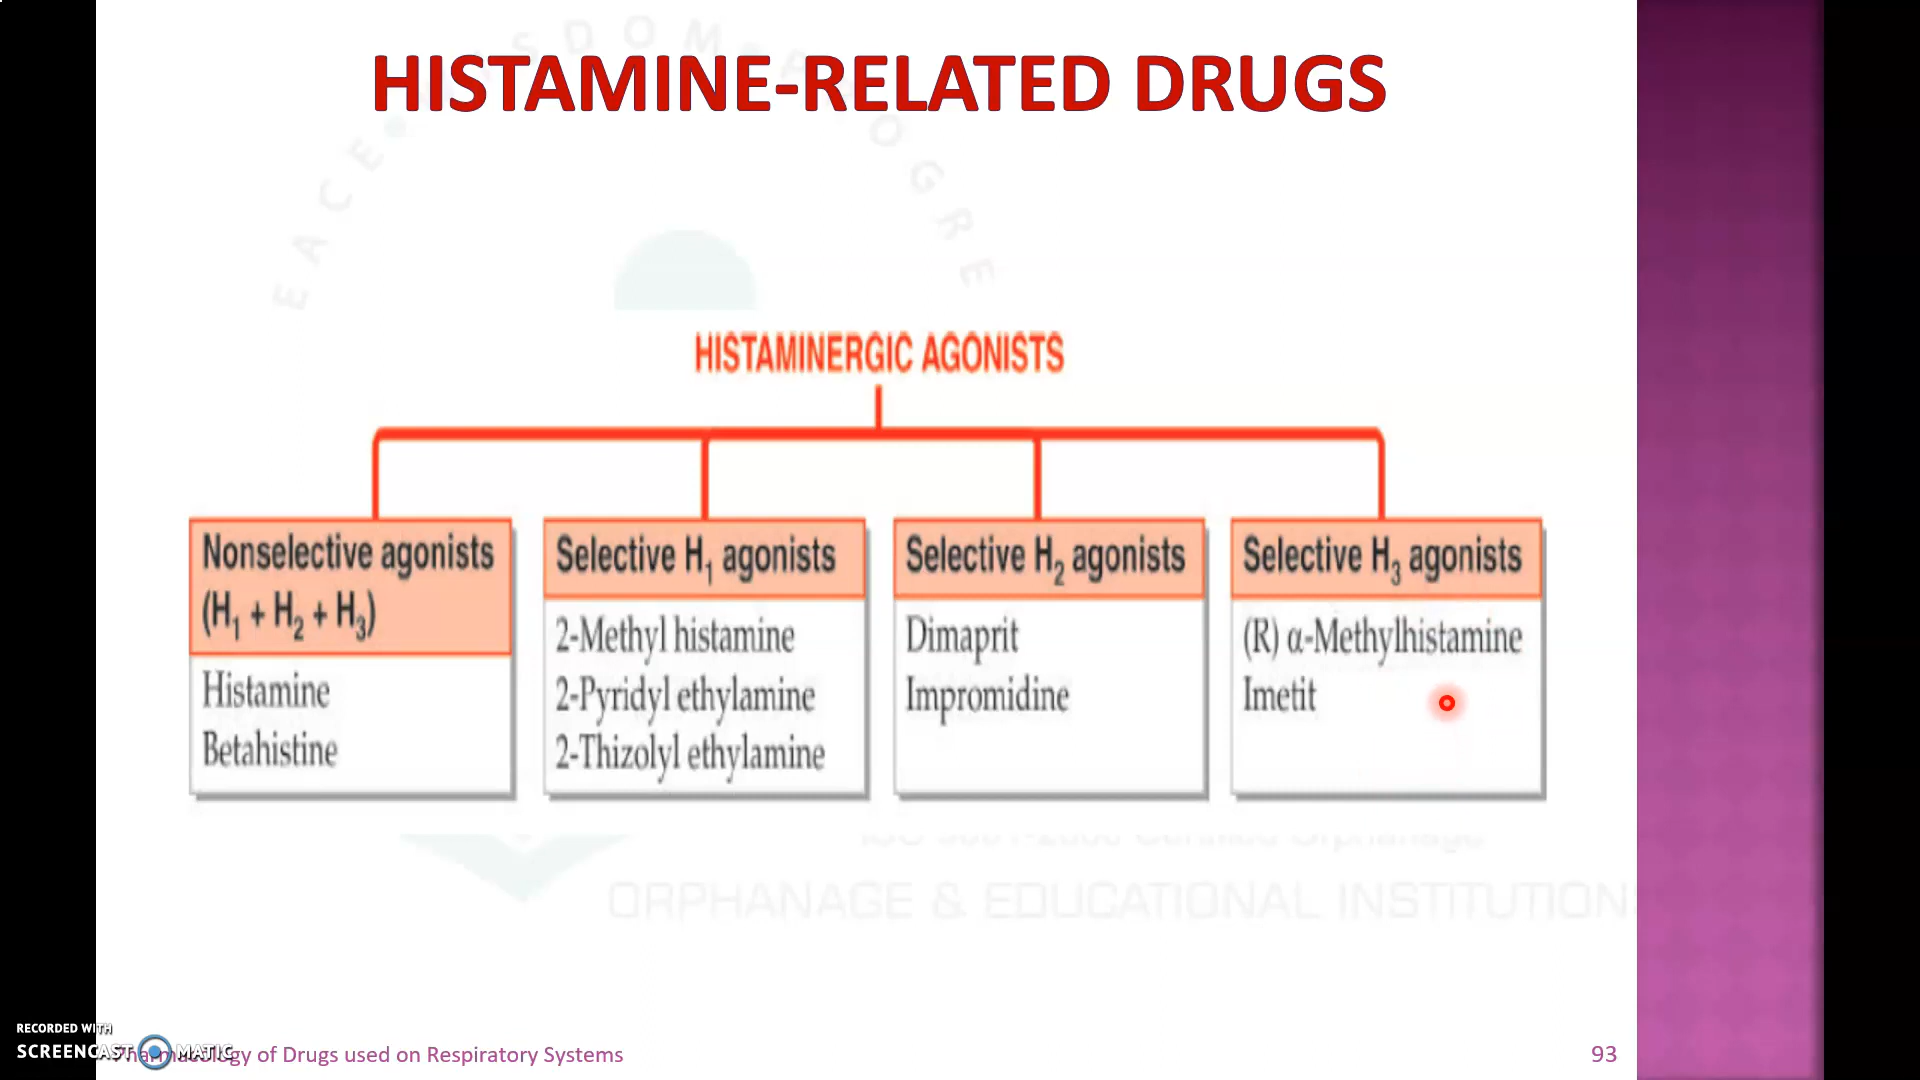 HISTAMINE-RELATED DRUGS
HISTAMINERGIC AGONISTS
Nonselective agonists
(H₁ + H₂ + H₃)
Histamine
Betahistine
Selective H₁ agonists
2-Methyl histamine
2-Pyridyl ethylamine
2-Thizolyl ethylamine
Selective H₂ agonists
Dimaprit
Impromidine
Selective H₃ agonists
(R) α-Methylhistamine
Imetit
ORPHANAGE & EDUCATIONAL INSTITUTION
RECORDED WITH
SCREENCAST MATIC
Pharmacology of Drugs used on Respiratory Systems
93